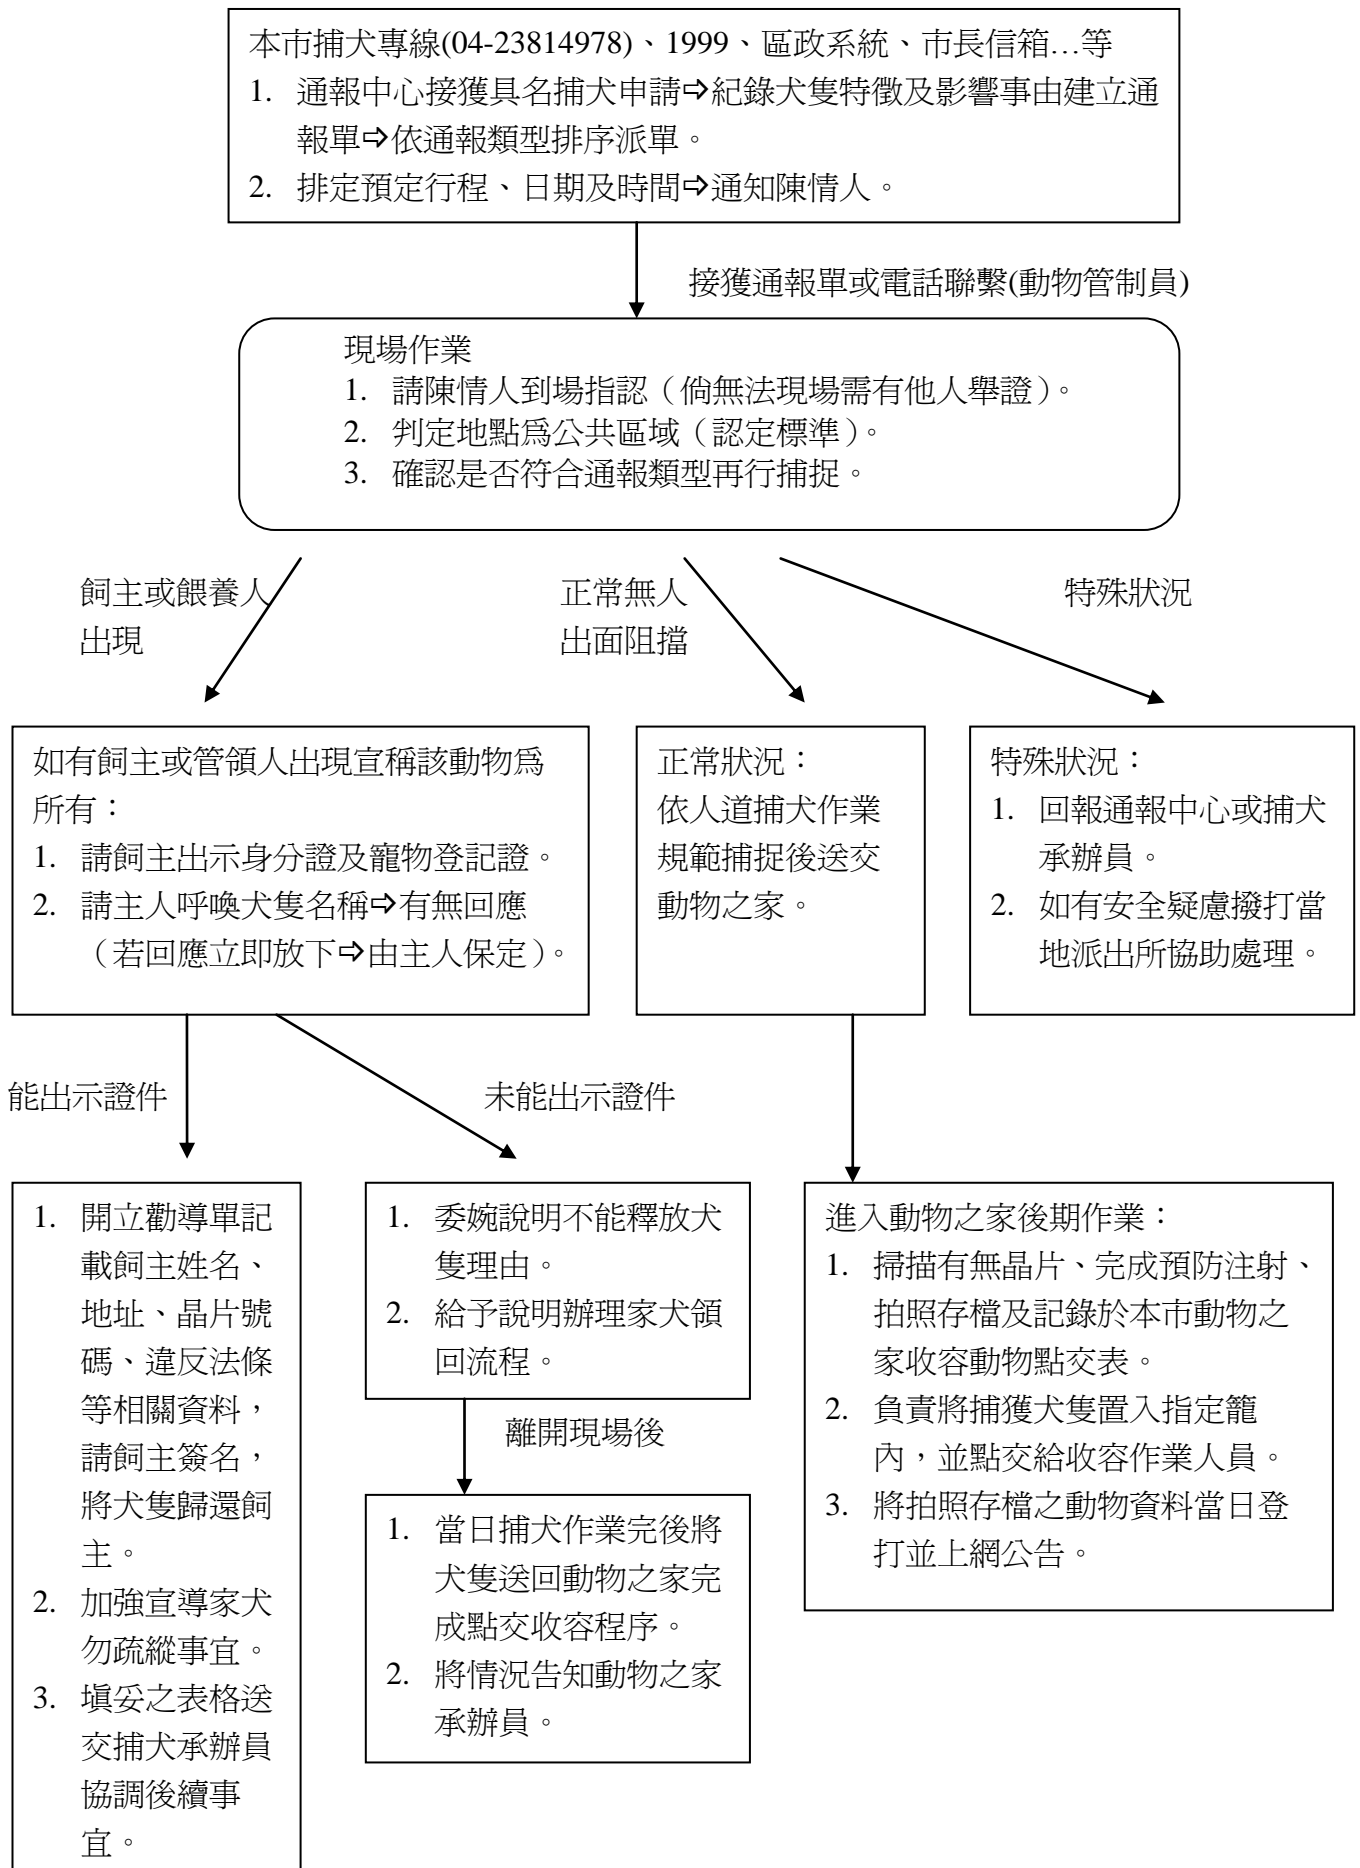 本市捕犬專線(04-23814978)、1999、區政系統、市長信箱…等
1. 通報中心接獲具名捕犬申請⇨紀錄犬隻特徵及影響事由建立通
報單⇨依通報類型排序派單。
2. 排定預定行程、日期及時間⇨通知陳情人。
接獲通報單或電話聯繫(動物管制員)
現場作業
1. 請陳情人到場指認（倘無法現場需有他人舉證）。
2. 判定地點為公共區域（認定標準）。
3. 確認是否符合通報類型再行捕捉。
飼主或餵養人
出現
正常無人
出面阻擋
特殊狀況
如有飼主或管領人出現宣稱該動物為
所有：
1. 請飼主出示身分證及寵物登記證。
2. 請主人呼喚犬隻名稱⇨有無回應
（若回應立即放下⇨由主人保定）。
正常狀況：
依人道捕犬作業
規範捕捉後送交
動物之家。
特殊狀況：
1. 回報通報中心或捕犬
承辦員。
2. 如有安全疑慮撥打當
地派出所協助處理。
能出示證件
未能出示證件
1. 開立勸導單記
載飼主姓名、
地址、晶片號
碼、違反法條
等相關資料，
請飼主簽名，
將犬隻歸還飼
主。
2. 加強宣導家犬
勿疏縱事宜。
3. 填妥之表格送
交捕犬承辦員
協調後續事
宜。
1. 委婉說明不能釋放犬
隻理由。
2. 給予說明辦理家犬領
回流程。
離開現場後
1. 當日捕犬作業完後將
犬隻送回動物之家完
成點交收容程序。
2. 將情況告知動物之家
承辦員。
進入動物之家後期作業：
1. 掃描有無晶片、完成預防注射、
拍照存檔及記錄於本市動物之
家收容動物點交表。
2. 負責將捕獲犬隻置入指定籠
內，並點交給收容作業人員。
3. 將拍照存檔之動物資料當日登
打並上網公告。